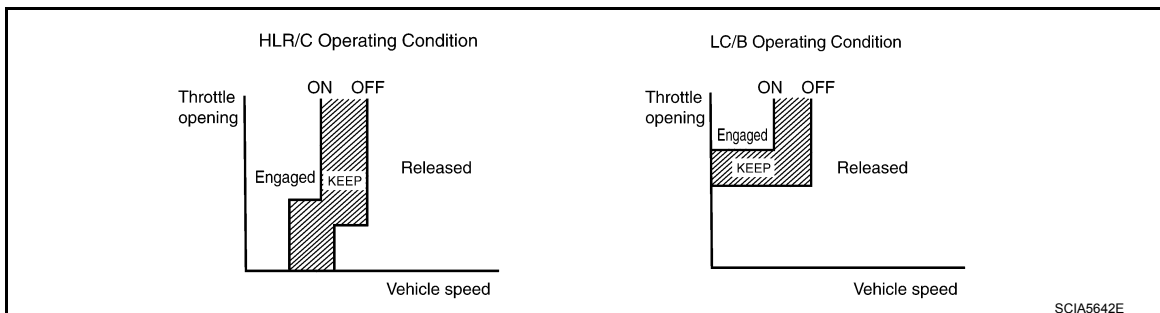 HLR/C Operating Condition
ON OFF
Throttle
opening
Engaged
KEEP
Released
Vehicle speed
LC/B Operating Condition
ON OFF
Throttle
opening
Engaged
KEEP
Released
Vehicle speed
SCIA5642E